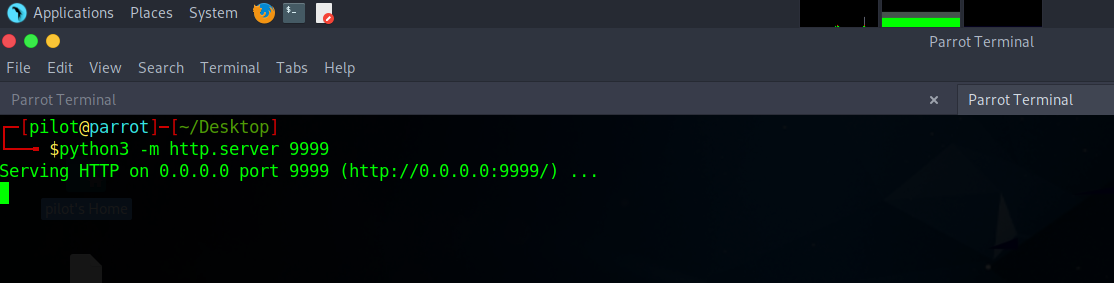 Applications Places System
Parrot Terminal
File Edit View Search Terminal Tabs Help
Parrot Terminal × Parrot Terminal
┌─[pilot@parrot]─[~/Desktop]
└──╼ $python3 -m http.server 9999
Serving HTTP on 0.0.0.0 port 9999 (http://0.0.0.0:9999/) ...
pilot's Home